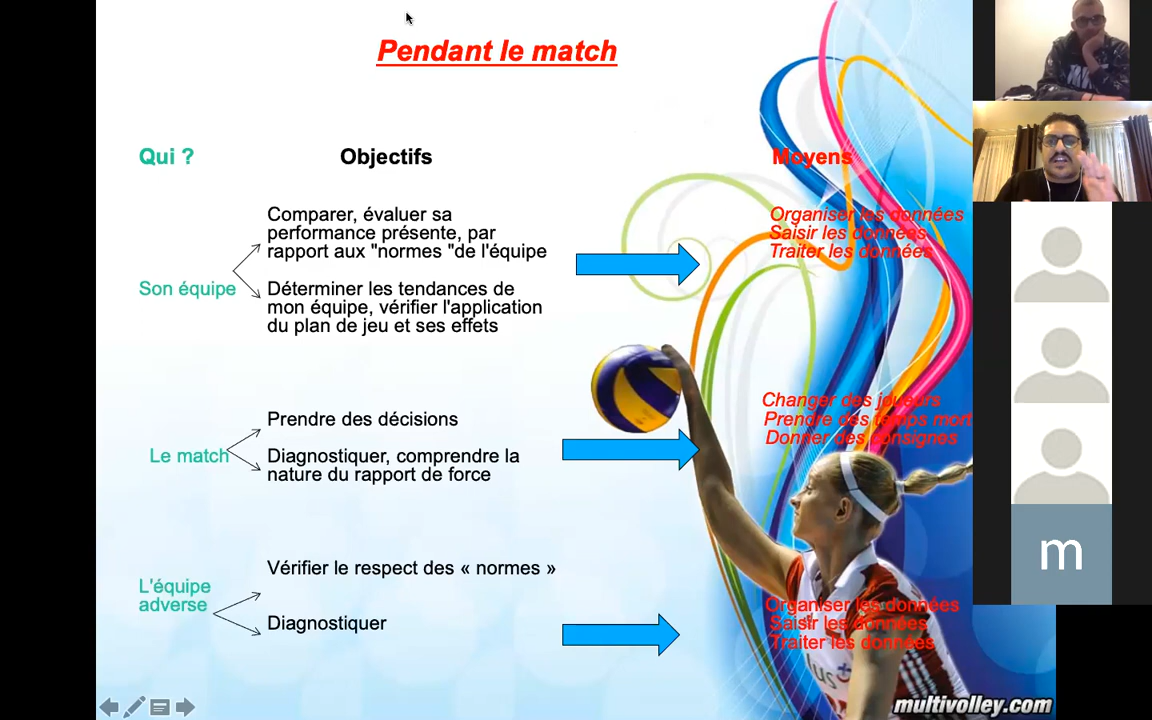 Pendant le match
Qui ?
Objectifs
Moyens
Son équipe
Comparer, évaluer sa
performance présente, par
rapport aux "normes "de l'équipe
Déterminer les tendances de
mon équipe, vérifier l'application
du plan de jeu et ses effets
Organiser les données
Saisir les données
Traiter les données
Le match
Prendre des décisions
Diagnostiquer, comprendre la
nature du rapport de force
Changer des joueurs
Prendre des temps mort
Donner des consignes
L'équipe
adverse
Vérifier le respect des « normes »
Diagnostiquer
Organiser les données
Saisir les données
Traiter les données
multivolley.com
m